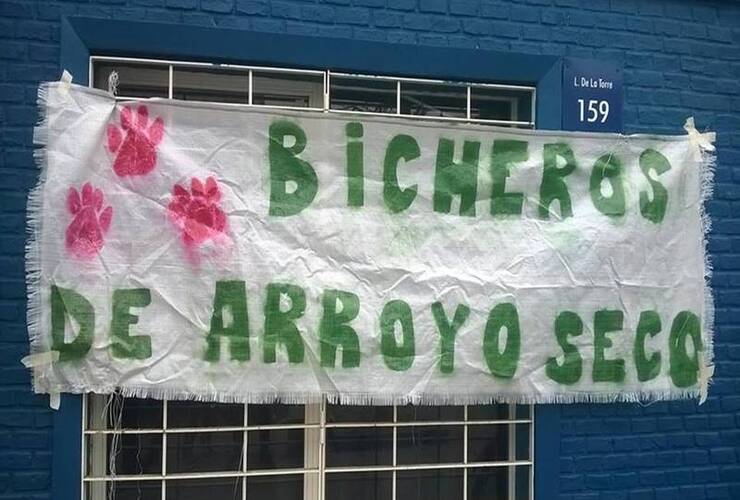 L. De La Torre
159
BiCHEROS
DE ARROYO SECO